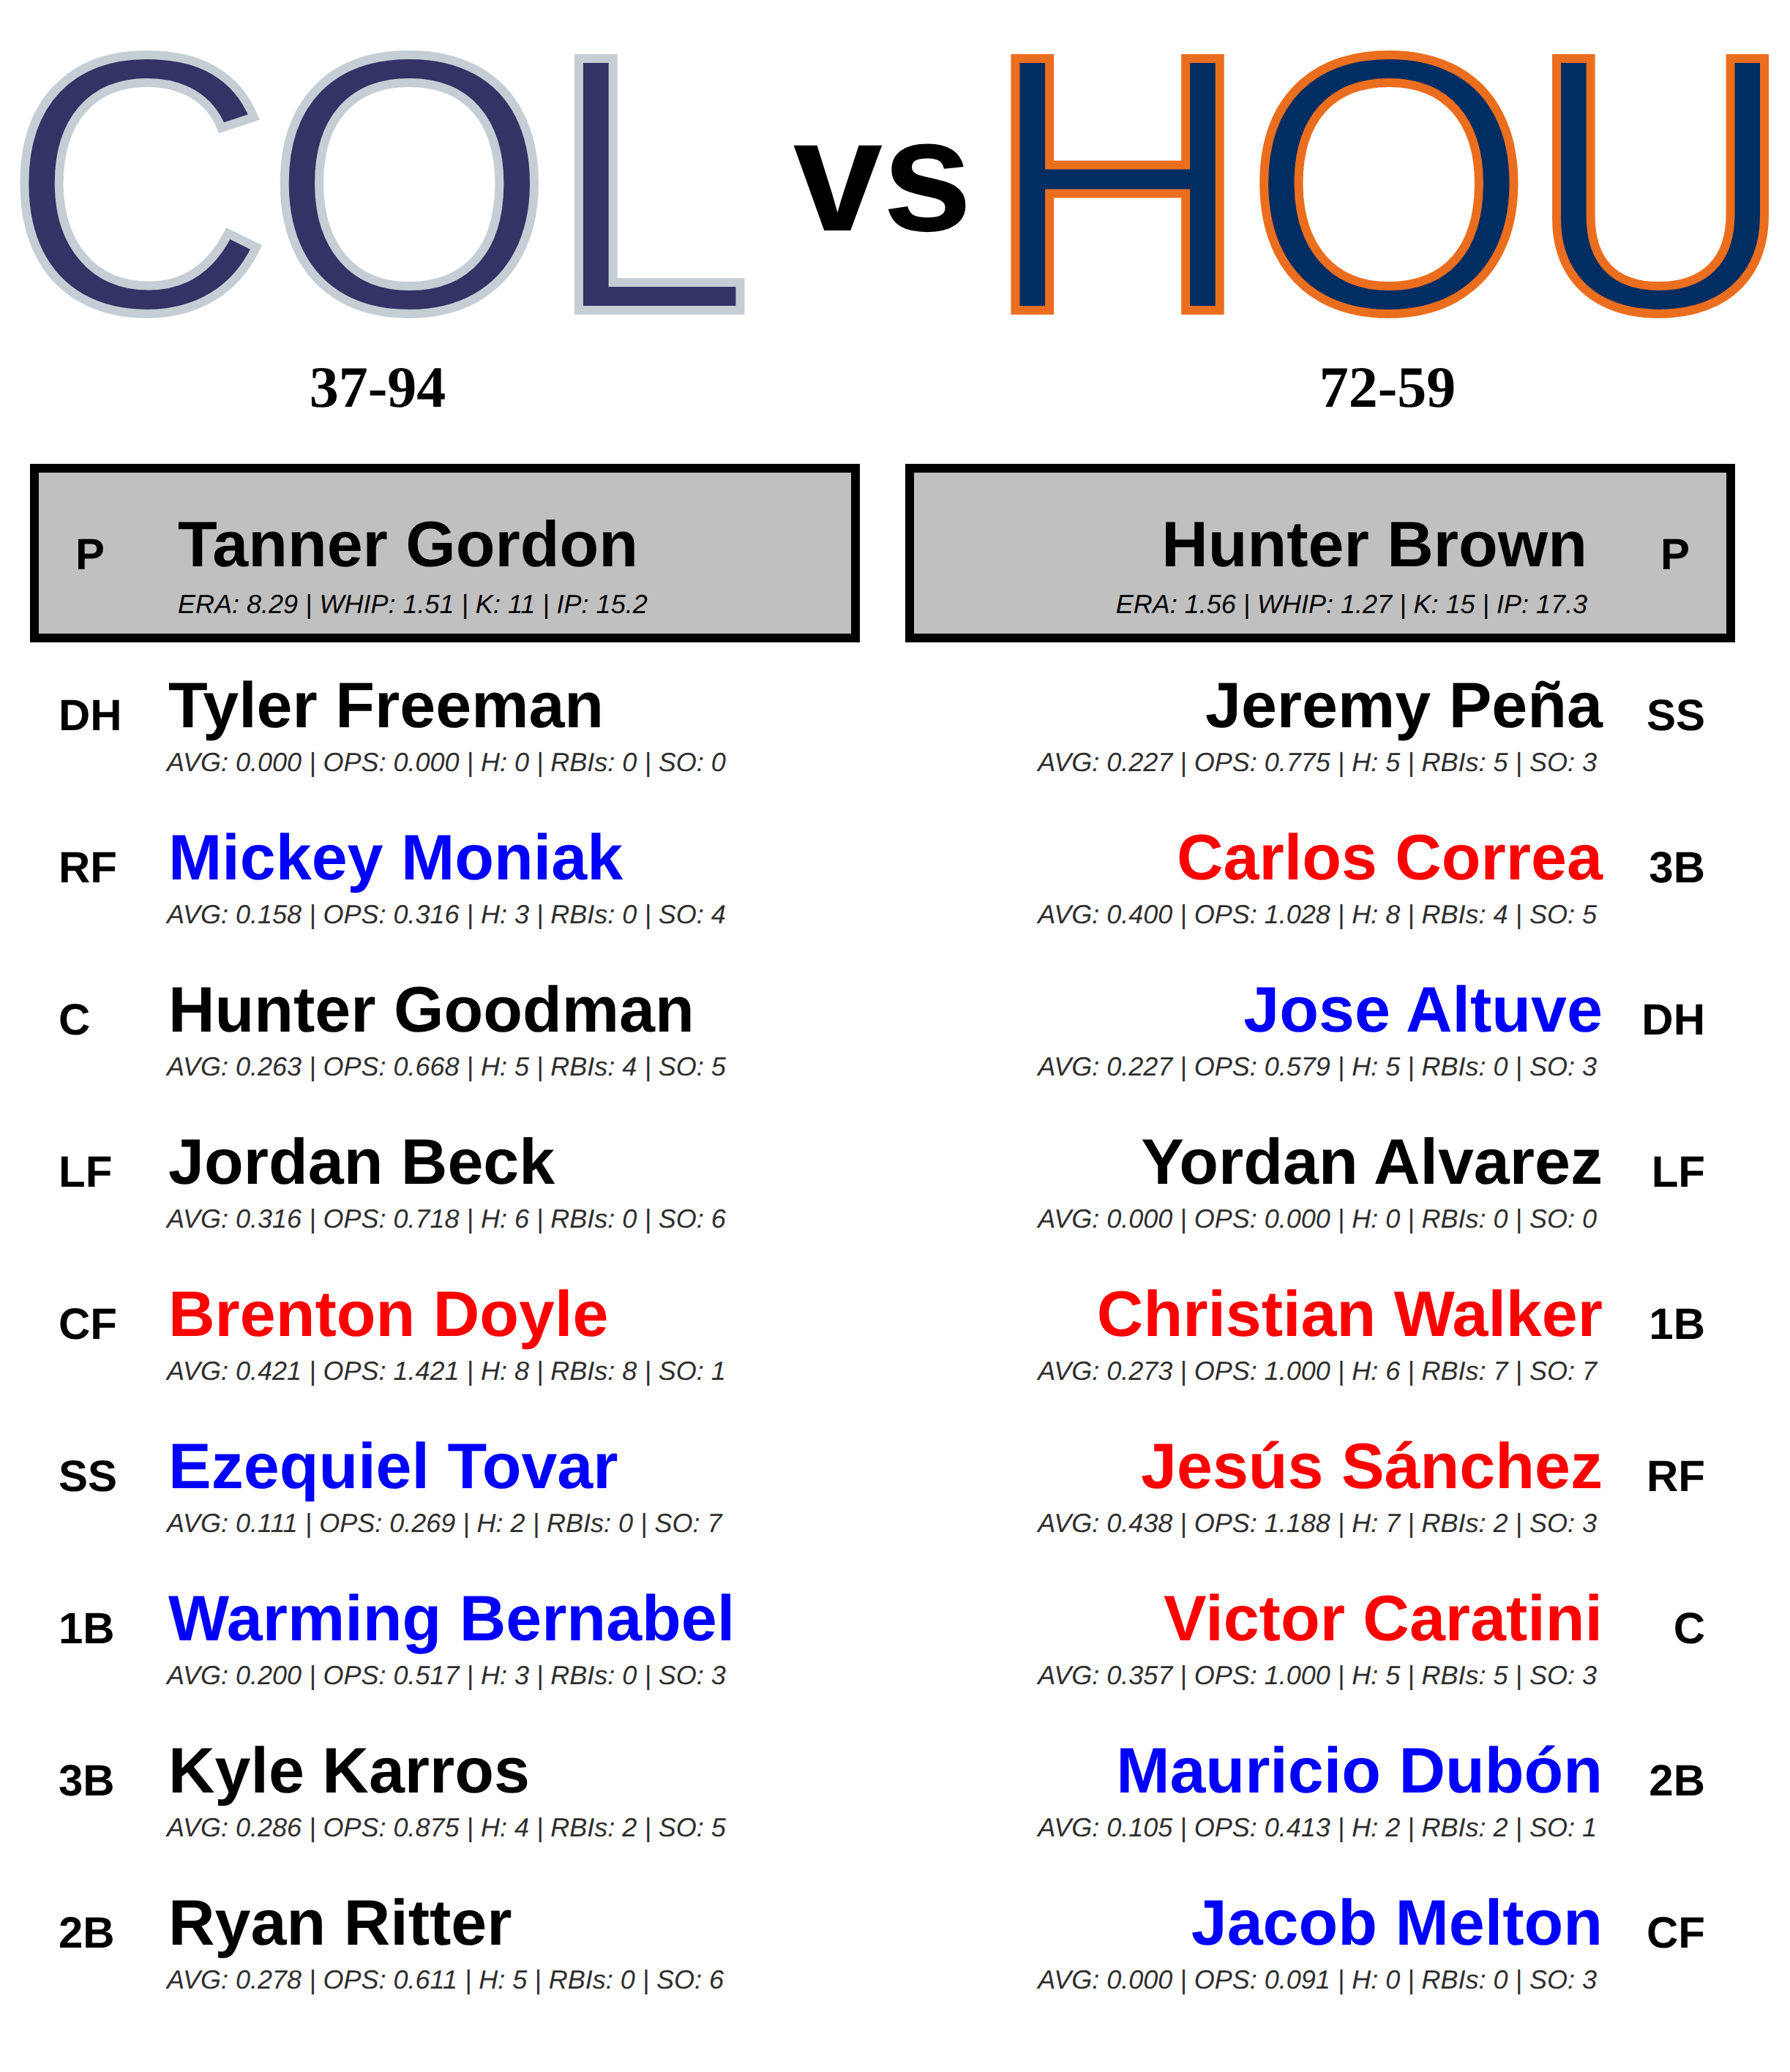 COL vs HOU
37-94
72-59
P Tanner Gordon
ERA: 8.29 | WHIP: 1.51 | K: 11 | IP: 15.2
Hunter Brown P
ERA: 1.56 | WHIP: 1.27 | K: 15 | IP: 17.3
DH Tyler Freeman
AVG: 0.000 | OPS: 0.000 | H: 0 | RBIs: 0 | SO: 0
Jeremy Peña SS
AVG: 0.227 | OPS: 0.775 | H: 5 | RBIs: 5 | SO: 3
RF Mickey Moniak
AVG: 0.158 | OPS: 0.316 | H: 3 | RBIs: 0 | SO: 4
Carlos Correa 3B
AVG: 0.400 | OPS: 1.028 | H: 8 | RBIs: 4 | SO: 5
C Hunter Goodman
AVG: 0.263 | OPS: 0.668 | H: 5 | RBIs: 4 | SO: 5
Jose Altuve DH
AVG: 0.227 | OPS: 0.579 | H: 5 | RBIs: 0 | SO: 3
LF Jordan Beck
AVG: 0.316 | OPS: 0.718 | H: 6 | RBIs: 0 | SO: 6
Yordan Alvarez LF
AVG: 0.000 | OPS: 0.000 | H: 0 | RBIs: 0 | SO: 0
CF Brenton Doyle
AVG: 0.421 | OPS: 1.421 | H: 8 | RBIs: 8 | SO: 1
Christian Walker 1B
AVG: 0.273 | OPS: 1.000 | H: 6 | RBIs: 7 | SO: 7
SS Ezequiel Tovar
AVG: 0.111 | OPS: 0.269 | H: 2 | RBIs: 0 | SO: 7
Jesús Sánchez RF
AVG: 0.438 | OPS: 1.188 | H: 7 | RBIs: 2 | SO: 3
1B Warming Bernabel
AVG: 0.200 | OPS: 0.517 | H: 3 | RBIs: 0 | SO: 3
Victor Caratini C
AVG: 0.357 | OPS: 1.000 | H: 5 | RBIs: 5 | SO: 3
3B Kyle Karros
AVG: 0.286 | OPS: 0.875 | H: 4 | RBIs: 2 | SO: 5
Mauricio Dubón 2B
AVG: 0.105 | OPS: 0.413 | H: 2 | RBIs: 2 | SO: 1
2B Ryan Ritter
AVG: 0.278 | OPS: 0.611 | H: 5 | RBIs: 0 | SO: 6
Jacob Melton CF
AVG: 0.000 | OPS: 0.091 | H: 0 | RBIs: 0 | SO: 3